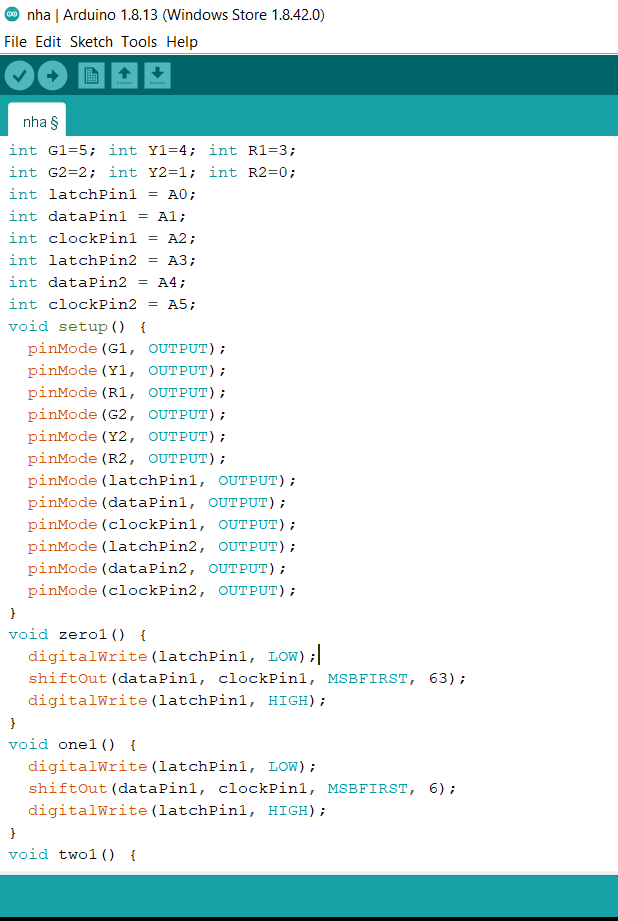 nha | Arduino 1.8.13 (Windows Store 1.8.42.0)
File Edit Sketch Tools Help
nha §
int G1=5; int Y1=4; int R1=3;
int G2=2; int Y2=1; int R2=0;
int latchPin1 = A0;
int dataPin1 = A1;
int clockPin1 = A2;
int latchPin2 = A3;
int dataPin2 = A4;
int clockPin2 = A5;
void setup() {
  pinMode(G1, OUTPUT);
  pinMode(Y1, OUTPUT);
  pinMode(R1, OUTPUT);
  pinMode(G2, OUTPUT);
  pinMode(Y2, OUTPUT);
  pinMode(R2, OUTPUT);
  pinMode(latchPin1, OUTPUT);
  pinMode(dataPin1, OUTPUT);
  pinMode(clockPin1, OUTPUT);
  pinMode(latchPin2, OUTPUT);
  pinMode(dataPin2, OUTPUT);
  pinMode(clockPin2, OUTPUT);
}
void zero1() {
  digitalWrite(latchPin1, LOW);
  shiftOut(dataPin1, clockPin1, MSBFIRST, 63);
  digitalWrite(latchPin1, HIGH);
}
void one1() {
  digitalWrite(latchPin1, LOW);
  shiftOut(dataPin1, clockPin1, MSBFIRST, 6);
  digitalWrite(latchPin1, HIGH);
}
void two1() {